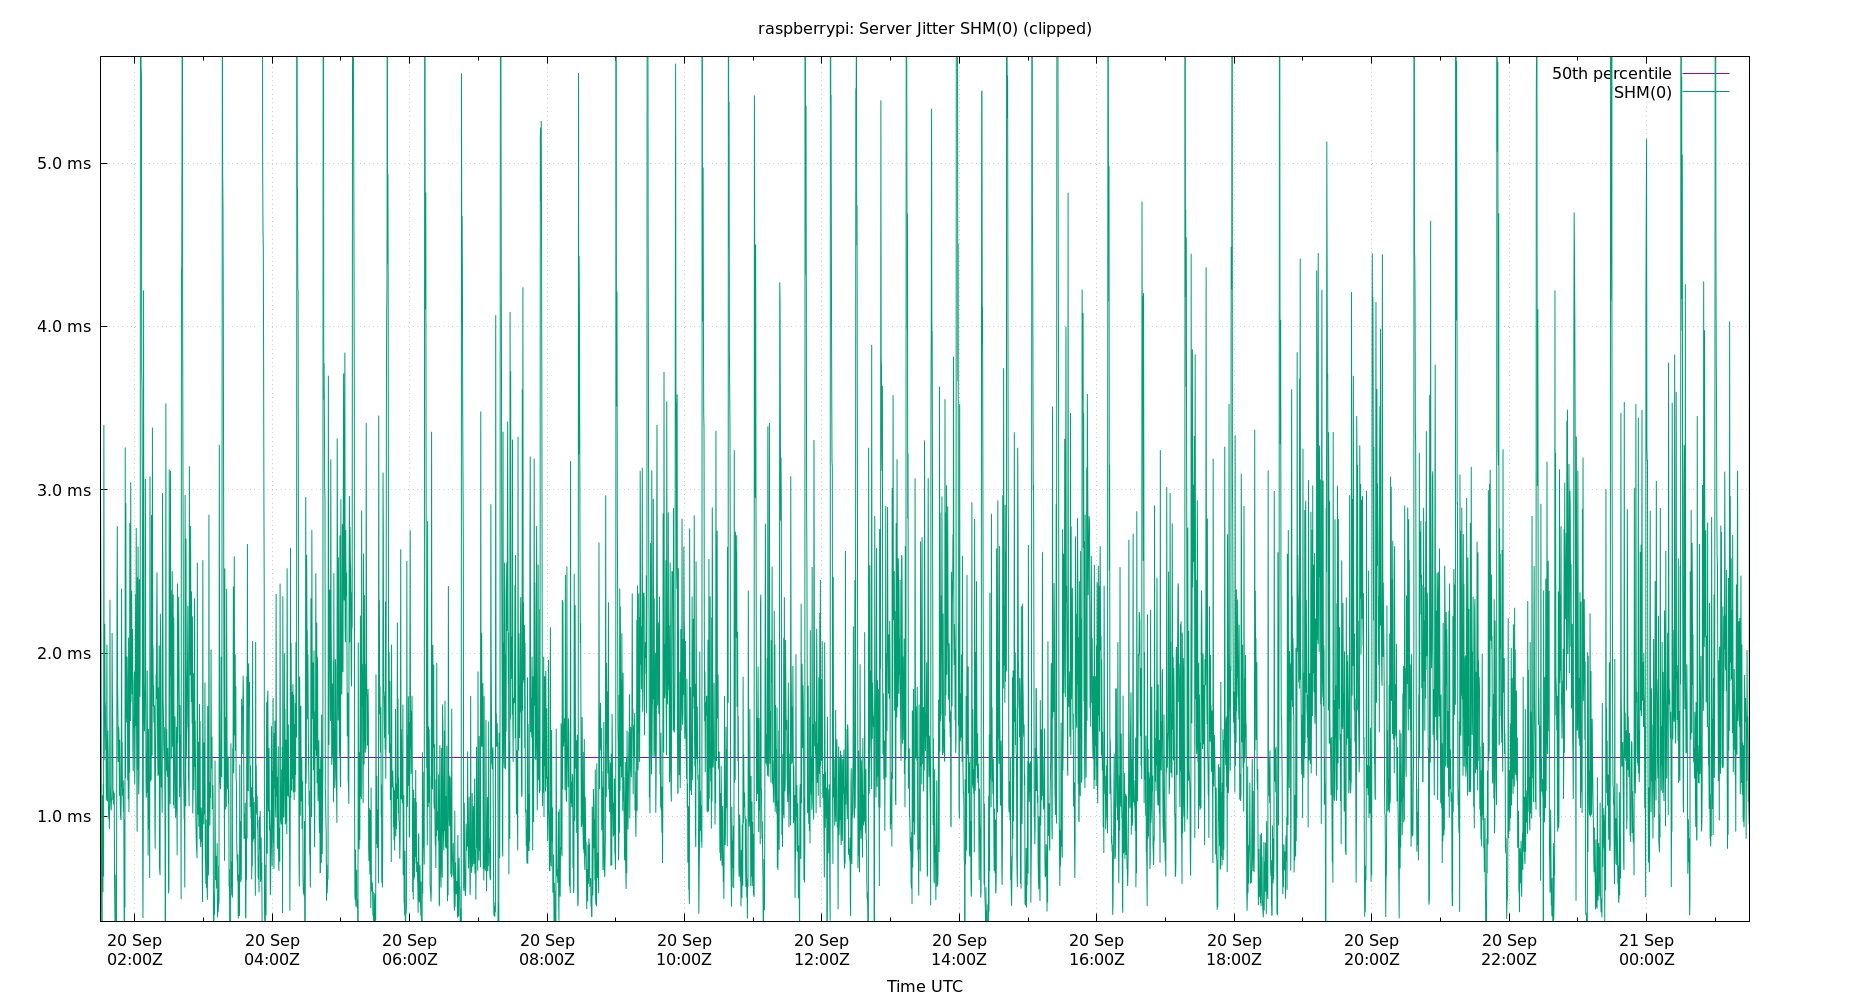 raspberrypi: Server Jitter SHM(0) (clipped)
50th percentile
SHM(0)
5.0 ms
4.0 ms
3.0 ms
2.0 ms
1.0 ms
20 Sep 20 Sep 20 Sep 20 Sep 20 Sep 20 Sep 20 Sep 20 Sep 20 Sep 20 Sep 20 Sep 21 Sep
02:00Z 04:00Z 06:00Z 08:00Z 10:00Z 12:00Z 14:00Z 16:00Z 18:00Z 20:00Z 22:00Z 00:00Z
Time UTC